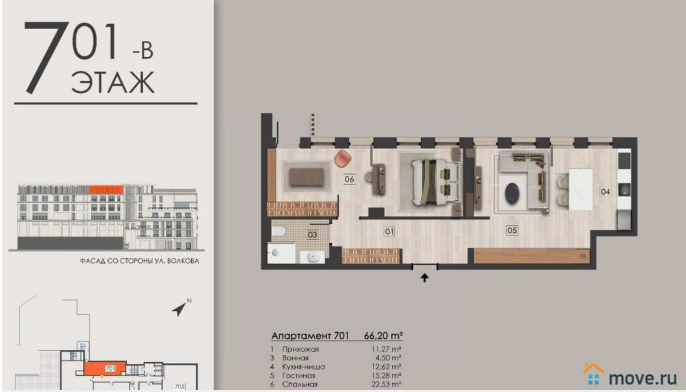 701-В
ЭТАЖ
ФАСАД СО СТОРОНЫ УЛ. ВОЛКОВА
N
701
705
06
03
01
05
04
Апартамент 701 66,20 m²
1 Прихожая 11,27 m²
3 Ванная 4,50 m²
4 Кухня-ниша 12,62 m²
5 Гостиная 15,28 m²
6 Спальная 22,53 m²
move.ru